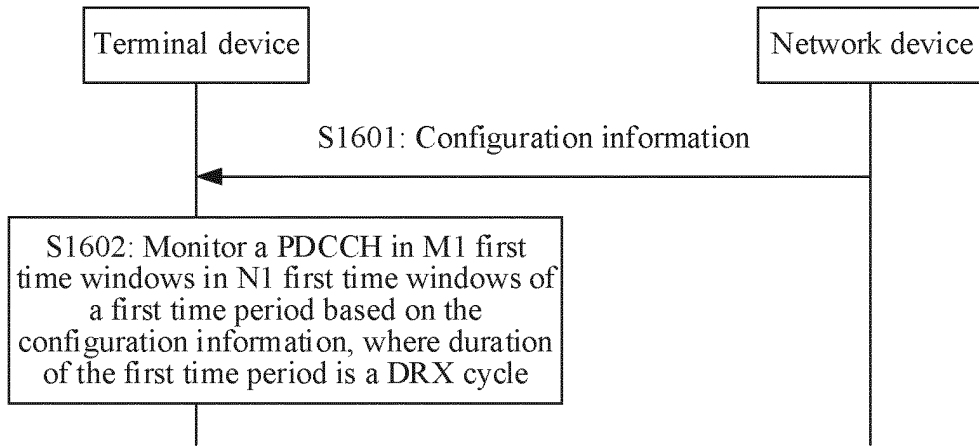 Terminal device
Network device
S1601: Configuration information
S1602: Monitor a PDCCH in M1 first
time windows in N1 first time windows of
a first time period based on the
configuration information, where duration
of the first time period is a DRX cycle